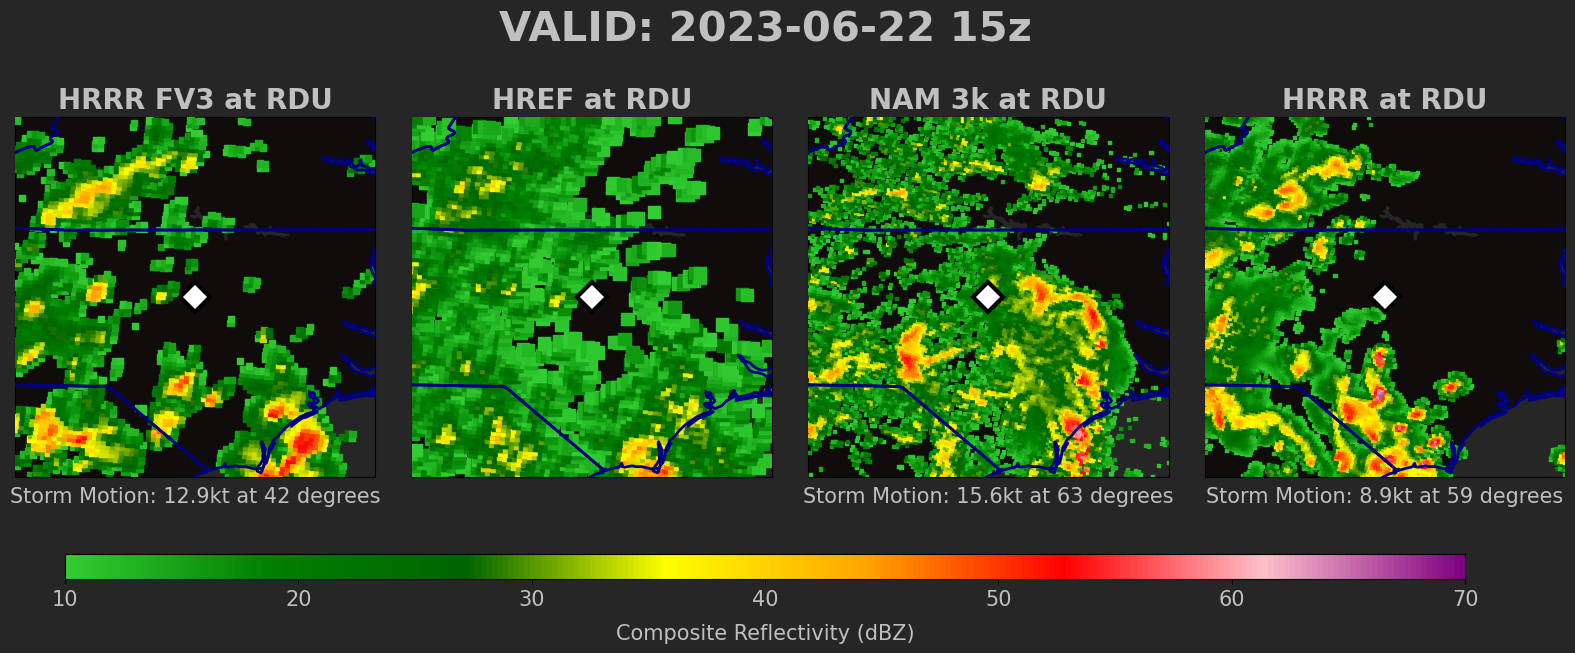 VALID: 2023-06-22 15z
HRRR FV3 at RDU
HREF at RDU
NAM 3k at RDU
HRRR at RDU
Storm Motion: 12.9kt at 42 degrees
Storm Motion: 15.6kt at 63 degrees
Storm Motion: 8.9kt at 59 degrees
10 20 30 40 50 60 70
Composite Reflectivity (dBZ)